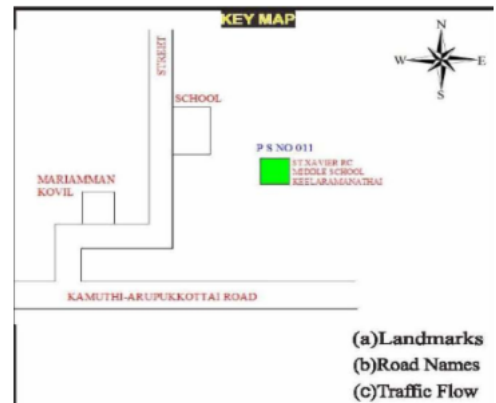 KEY MAP
N
W
E
S
STREET
SCHOOL
P S NO 011
ST.XAVIER RC
MIDDLE SCHOOL
KEELARAMANATHAI
MARIAMMAN
KOVIL
KAMUTHI-ARUPUKKOTTAI ROAD
(a)Landmarks
(b)Road Names
(c)Traffic Flow